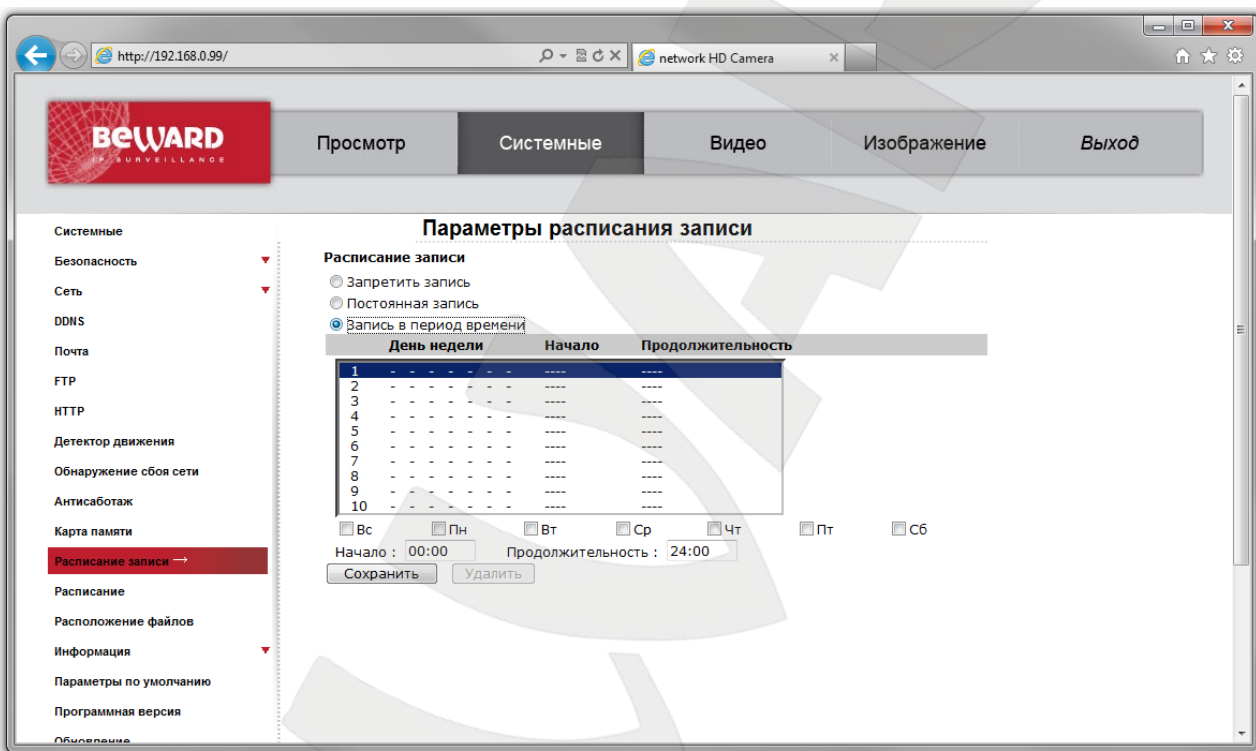 http://192.168.0.99/
network HD Camera
BEWARD
IP SURVEILLANCE
Просмотр Системные Видео Изображение Выход
Системные
Безопасность
Сеть
DDNS
Почта
FTP
HTTP
Детектор движения
Обнаружение сбоя сети
Антисаботаж
Карта памяти
Расписание записи →
Расписание
Расположение файлов
Информация
Параметры по умолчанию
Программная версия
Обновление
Параметры расписания записи
Расписание записи
Запретить запись
Постоянная запись
Запись в период времени
День недели Начало Продолжительность
1 - - - - - - - ---- ----
2 - - - - - - - ---- ----
3 - - - - - - - ---- ----
4 - - - - - - - ---- ----
5 - - - - - - - ---- ----
6 - - - - - - - ---- ----
7 - - - - - - - ---- ----
8 - - - - - - - ---- ----
9 - - - - - - - ---- ----
10 - - - - - - - ---- ----
Вс Пн Вт Ср Чт Пт Сб
Начало : 00:00 Продолжительность : 24:00
Сохранить Удалить